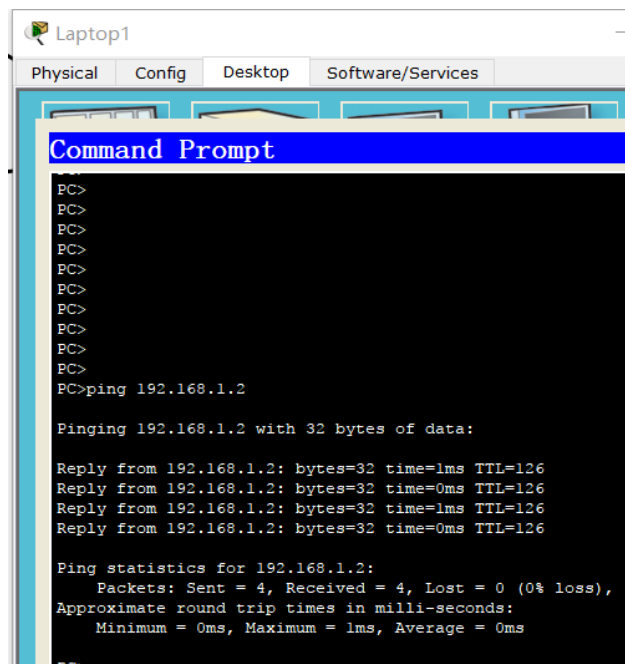 Laptop1
Physical Config Desktop Software/Services
Command Prompt
PC>
PC>
PC>
PC>
PC>
PC>
PC>
PC>
PC>
PC>
PC>ping 192.168.1.2
Pinging 192.168.1.2 with 32 bytes of data:
Reply from 192.168.1.2: bytes=32 time=1ms TTL=126
Reply from 192.168.1.2: bytes=32 time=0ms TTL=126
Reply from 192.168.1.2: bytes=32 time=1ms TTL=126
Reply from 192.168.1.2: bytes=32 time=0ms TTL=126
Ping statistics for 192.168.1.2:
Packets: Sent = 4, Received = 4, Lost = 0 (0% loss),
Approximate round trip times in milli-seconds:
Minimum = 0ms, Maximum = 1ms, Average = 0ms